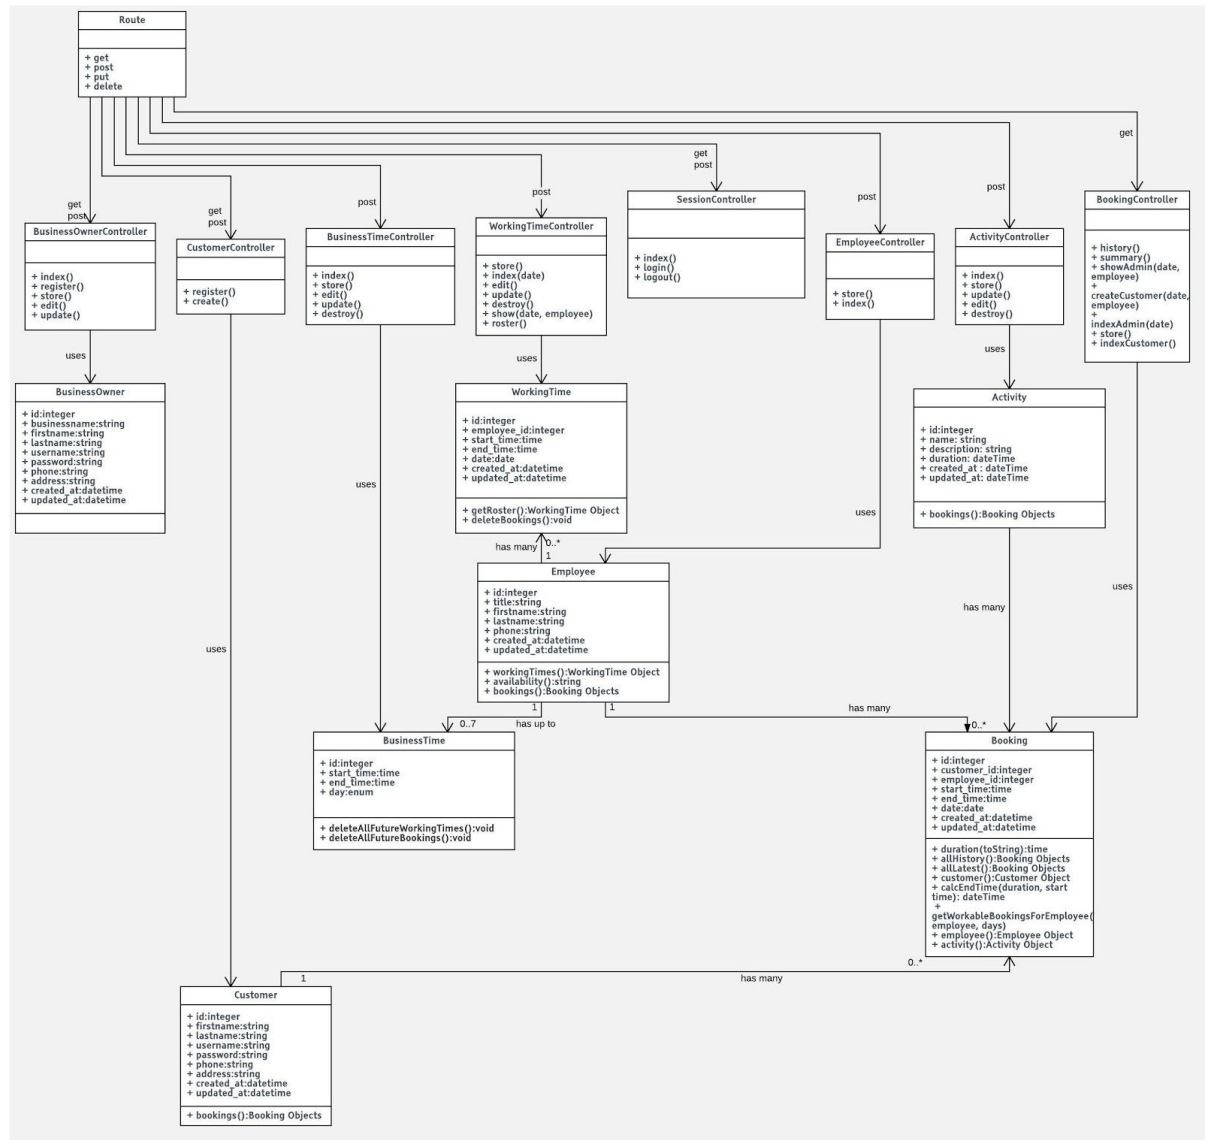 Route
+ get
+ post
+ put
+ delete
get
post
get
post
post
post
get
post
post
post
get
BusinessOwnerController
+ index()
+ register()
+ store()
+ edit()
+ update()
CustomerController
+ register()
+ create()
BusinessTimeController
+ index()
+ store()
+ edit()
+ update()
+ destroy()
WorkingTimeController
+ store()
+ index(date)
+ edit()
+ update()
+ destroy()
+ show(date, employee)
+ roster()
SessionController
+ index()
+ login()
+ logout()
EmployeeController
+ store()
+ index()
ActivityController
+ index()
+ store()
+ update()
+ edit()
+ destroy()
BookingController
+ history()
+ summary()
+ showAdmin(date,
employee)
+
createCustomer(date,
employee)
+
indexAdmin(date)
+ store()
+ indexCustomer()
uses
uses
uses
BusinessOwner
+ id:integer
+ businessname:string
+ firstname:string
+ lastname:string
+ username:string
+ password:string
+ phone:string
+ address:string
+ created_at:datetime
+ updated_at:datetime
WorkingTime
+ id:integer
+ employee_id:integer
+ start_time:time
+ end_time:time
+ date:date
+ created_at:datetime
+ updated_at:datetime
+ getRoster():WorkingTime Object
+ deleteBookings():void
Activity
+ id:integer
+ name: string
+ description: string
+ duration: dateTime
+ created_at : dateTime
+ updated_at: dateTime
+ bookings():Booking Objects
uses
uses
has many
0..*
1
Employee
+ id:integer
+ title:string
+ firstname:string
+ lastname:string
+ phone:string
+ created_at:datetime
+ updated_at:datetime
+ workingTimes():WorkingTime Object
+ availability():string
+ bookings():Booking Objects
uses
has many
uses
1
1
has many
0..7
has up to
0..*
BusinessTime
+ id:integer
+ start_time:time
+ end_time:time
+ day:enum
+ deleteAllFutureWorkingTimes():void
+ deleteAllFutureBookings():void
Booking
+ id:integer
+ customer_id:integer
+ employee_id:integer
+ start_time:time
+ end_time:time
+ date:date
+ created_at:datetime
+ updated_at:datetime
+ duration(toString):time
+ allHistory():Booking Objects
+ allLatest():Booking Objects
+ customer():Customer Object
+ calcEndTime(duration, start
time): dateTime
+
getWorkableBookingsForEmployee(
employee, days)
+ employee():Employee Object
+ activity():Activity Object
0..*
1
has many
Customer
+ id:integer
+ firstname:string
+ lastname:string
+ username:string
+ password:string
+ phone:string
+ address:string
+ created_at:datetime
+ updated_at:datetime
+ bookings():Booking Objects